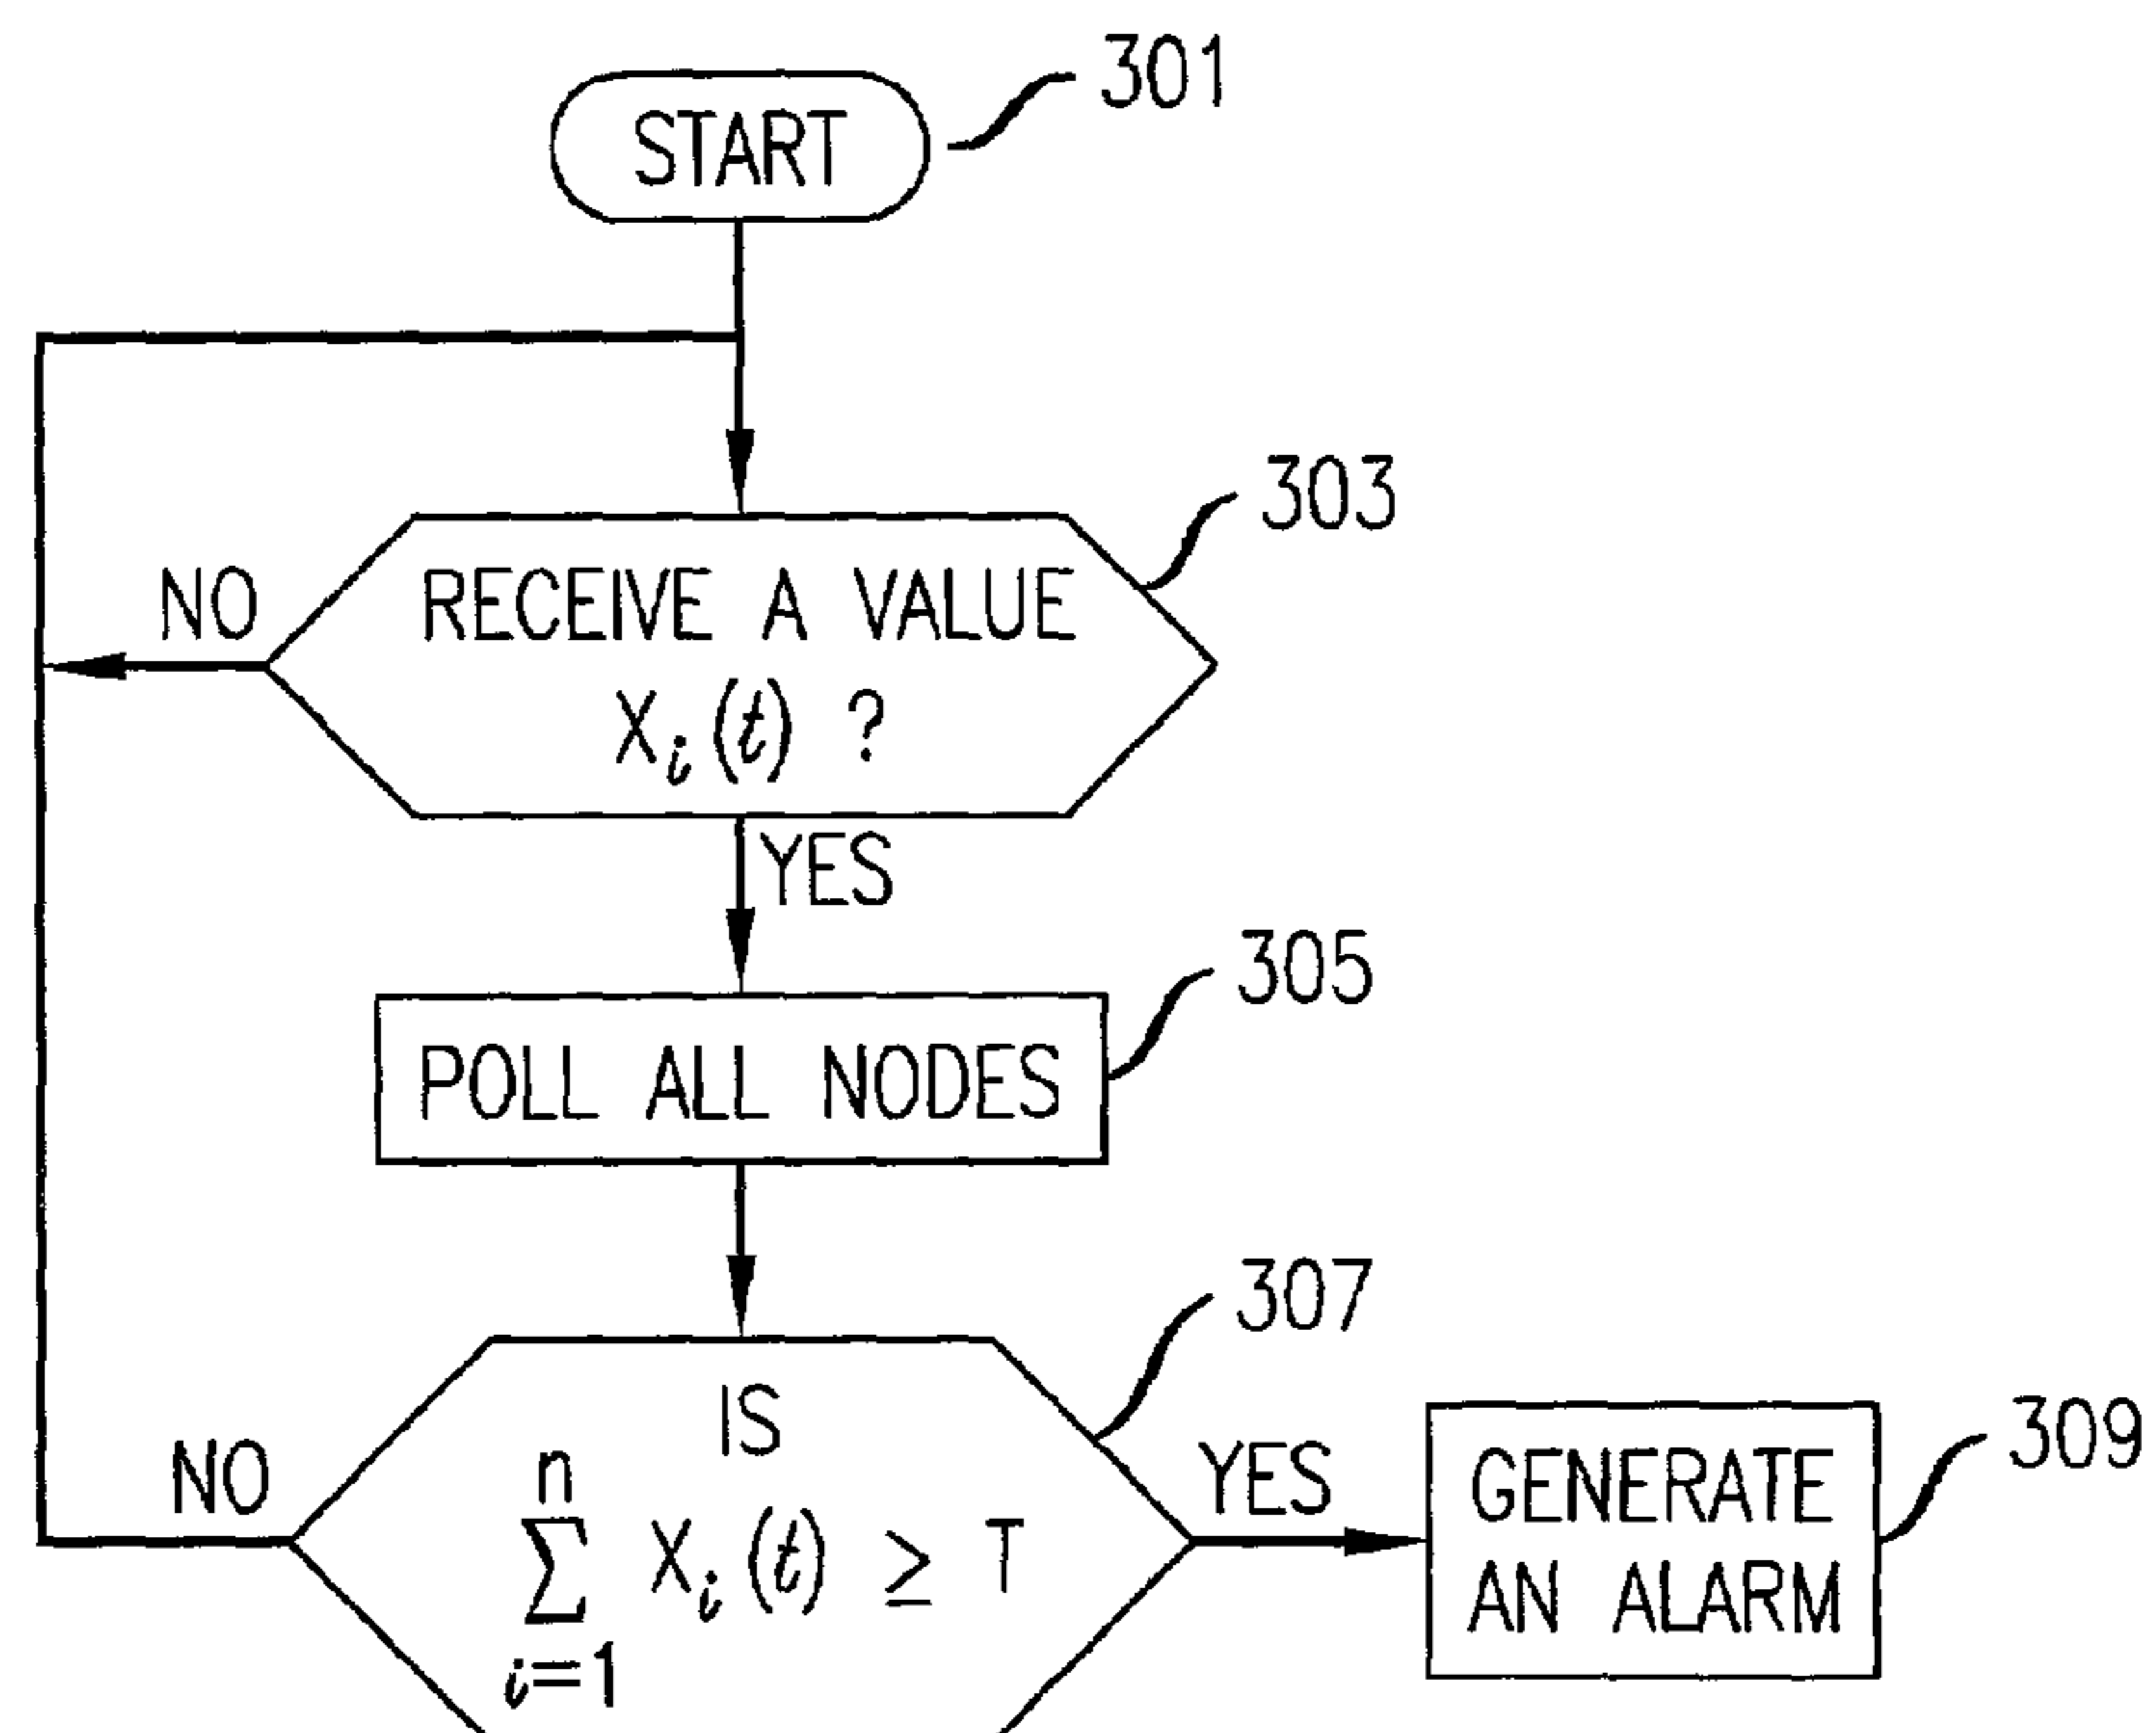 START
301
303
NO
RECEIVE A VALUE
Xi(t) ?
YES
305
POLL ALL NODES
307
IS
NO
n
∑ Xi(t) ≥ T
i=1
YES
GENERATE
AN ALARM
309